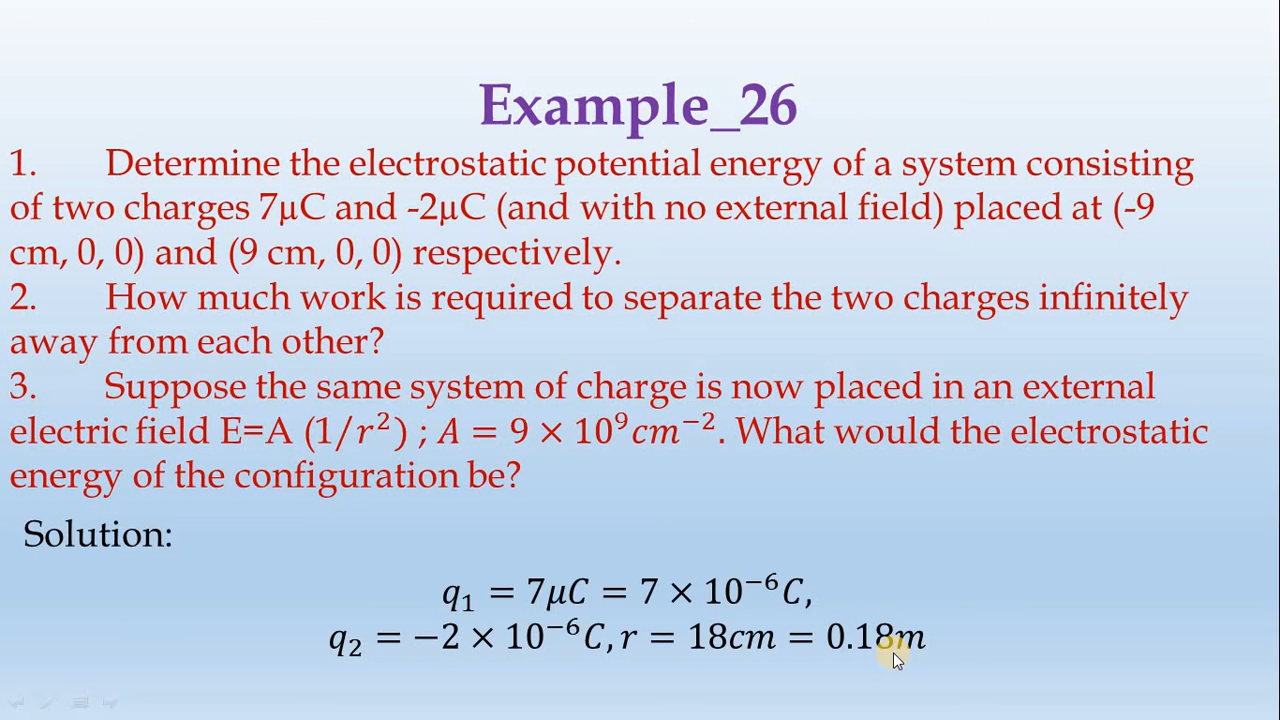 Example_26
1. Determine the electrostatic potential energy of a system consisting
of two charges 7µC and -2µC (and with no external field) placed at (-9
cm, 0, 0) and (9 cm, 0, 0) respectively.
2. How much work is required to separate the two charges infinitely
away from each other?
3. Suppose the same system of charge is now placed in an external
electric field E=A (1/r²) ; A = 9 × 10⁹cm⁻². What would the electrostatic
energy of the configuration be?
Solution:
q₁ = 7μC = 7 × 10⁻⁶C,
q₂ = −2 × 10⁻⁶C, r = 18cm = 0.18m